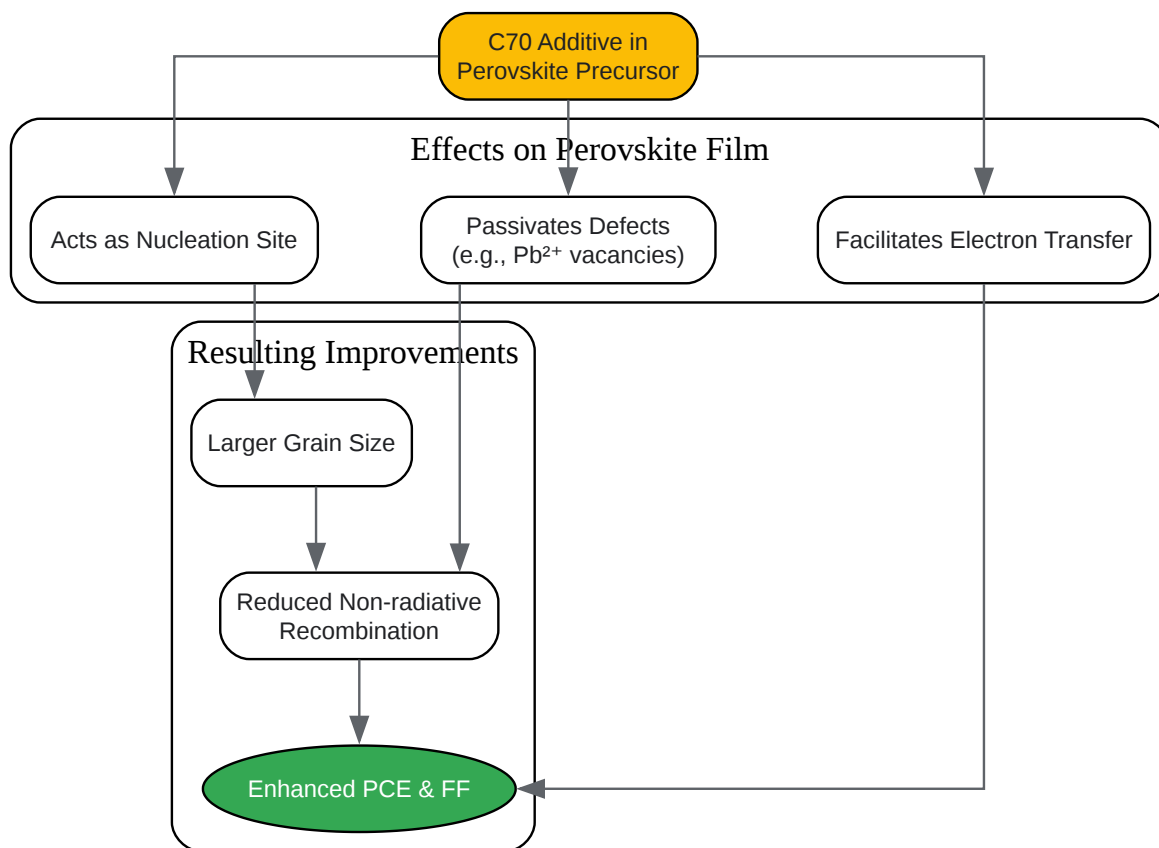 C70 Additive in
Perovskite Precursor
Effects on Perovskite Film
Acts as Nucleation Site
Passivates Defects
(e.g., Pb²⁺ vacancies)
Facilitates Electron Transfer
Resulting Improvements
Larger Grain Size
Reduced Non-radiative
Recombination
Enhanced PCE & FF